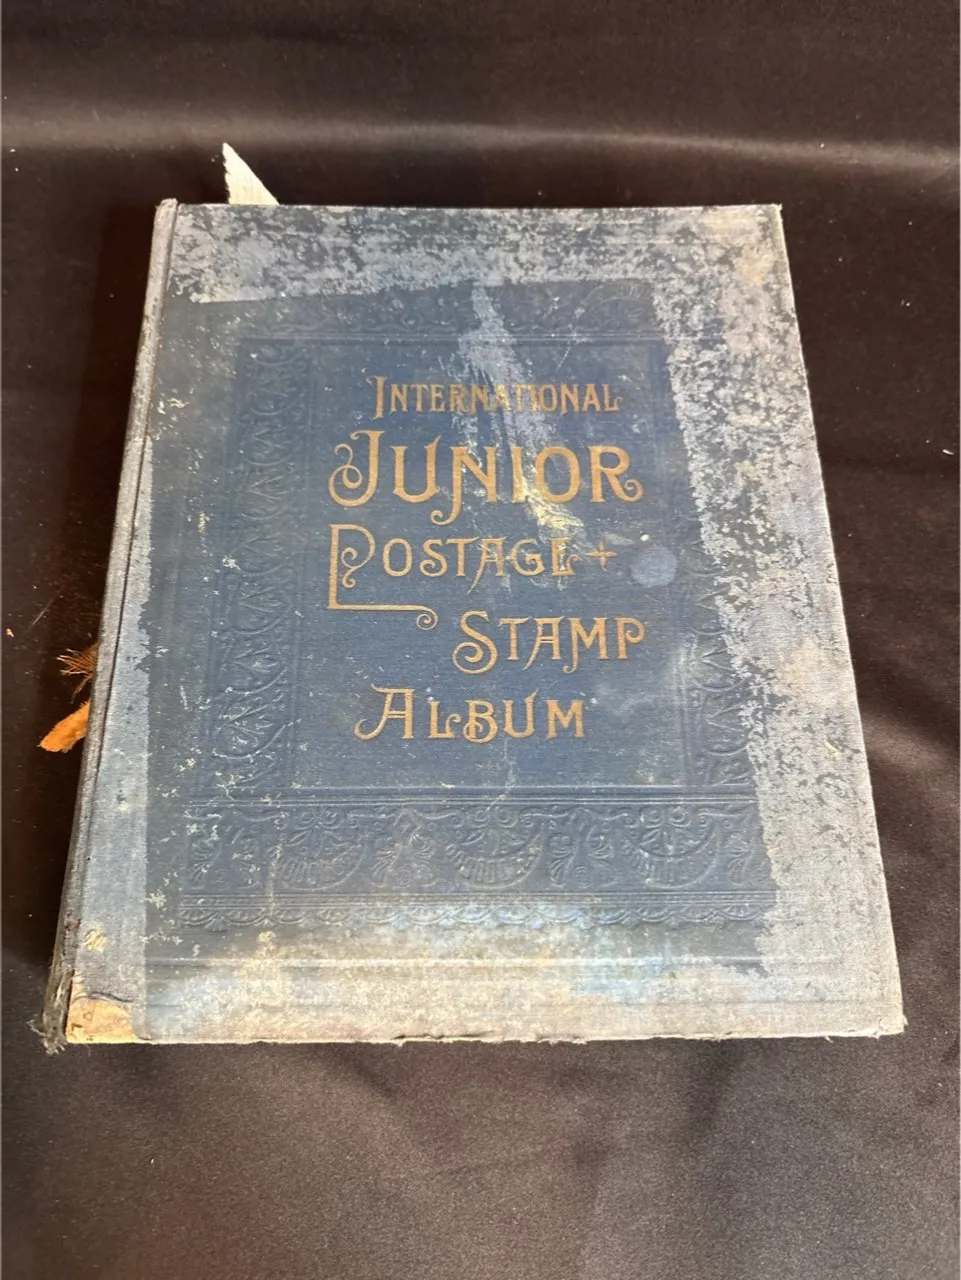 INTERNATIONAL
JUNIOR
POSTAGE
STAMP
ALBUM